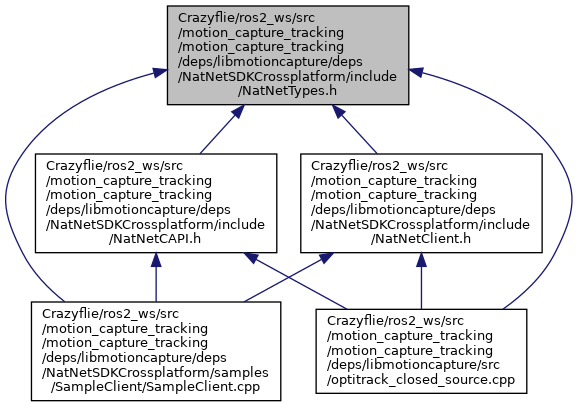 Crazyflie/ros2_ws/src
/motion_capture_tracking
/motion_capture_tracking
/deps/libmotioncapture/deps
/NatNetSDKCrossplatform/include
/NatNetTypes.h
Crazyflie/ros2_ws/src
/motion_capture_tracking
/motion_capture_tracking
/deps/libmotioncapture/deps
/NatNetSDKCrossplatform/include
/NatNetCAPI.h
Crazyflie/ros2_ws/src
/motion_capture_tracking
/motion_capture_tracking
/deps/libmotioncapture/deps
/NatNetSDKCrossplatform/include
/NatNetClient.h
Crazyflie/ros2_ws/src
/motion_capture_tracking
/motion_capture_tracking
/deps/libmotioncapture/deps
/NatNetSDKCrossplatform/samples
/SampleClient/SampleClient.cpp
Crazyflie/ros2_ws/src
/motion_capture_tracking
/motion_capture_tracking
/deps/libmotioncapture/src
/optitrack_closed_source.cpp